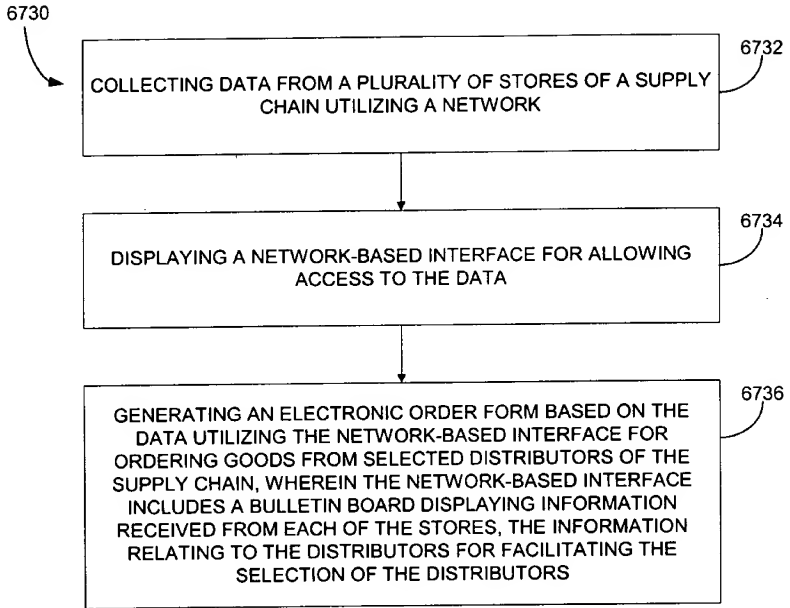 6730
6732
COLLECTING DATA FROM A PLURALITY OF STORES OF A SUPPLY
CHAIN UTILIZING A NETWORK
6734
DISPLAYING A NETWORK-BASED INTERFACE FOR ALLOWING
ACCESS TO THE DATA
6736
GENERATING AN ELECTRONIC ORDER FORM BASED ON THE
DATA UTILIZING THE NETWORK-BASED INTERFACE FOR
ORDERING GOODS FROM SELECTED DISTRIBUTORS OF THE
SUPPLY CHAIN, WHEREIN THE NETWORK-BASED INTERFACE
INCLUDES A BULLETIN BOARD DISPLAYING INFORMATION
RECEIVED FROM EACH OF THE STORES, THE INFORMATION
RELATING TO THE DISTRIBUTORS FOR FACILITATING THE
SELECTION OF THE DISTRIBUTORS